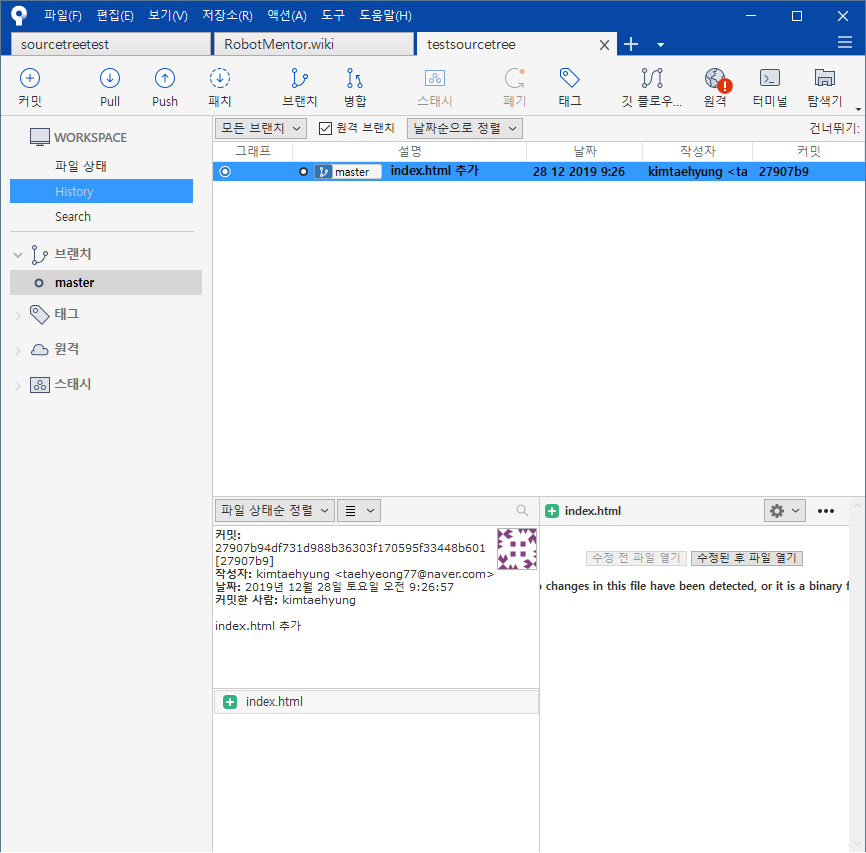 파일(F) 편집(E) 보기(V) 저장소(R) 액션(A) 도구 도움말(H)
sourcetreetest RobotMentor.wiki testsourcetree
커밋 Pull Push 패치 브랜치 병합 스태시 폐기 태그 깃 플로우... 원격 터미널 탐색기
WORKSPACE
파일 상태
History
Search
브랜치
master
태그
원격
스태시
모든 브랜치 원격 브랜치 날짜순으로 정렬 건너뛰기:
그래프 설명 날짜 작성자 커밋
master index.html 추가 28 12 2019 9:26 kimtaehyung <ta 27907b9
파일 상태순 정렬
커밋:
27907b94df731d988b36303f170595f33448b601
[27907b9]
작성자: kimtaehyung <taehyeong77@naver.com>
날짜: 2019년 12월 28일 토요일 오전 9:26:57
커밋한 사람: kimtaehyung
index.html 추가
index.html
index.html
수정 전 파일 열기 수정된 후 파일 열기
changes in this file have been detected, or it is a binary f